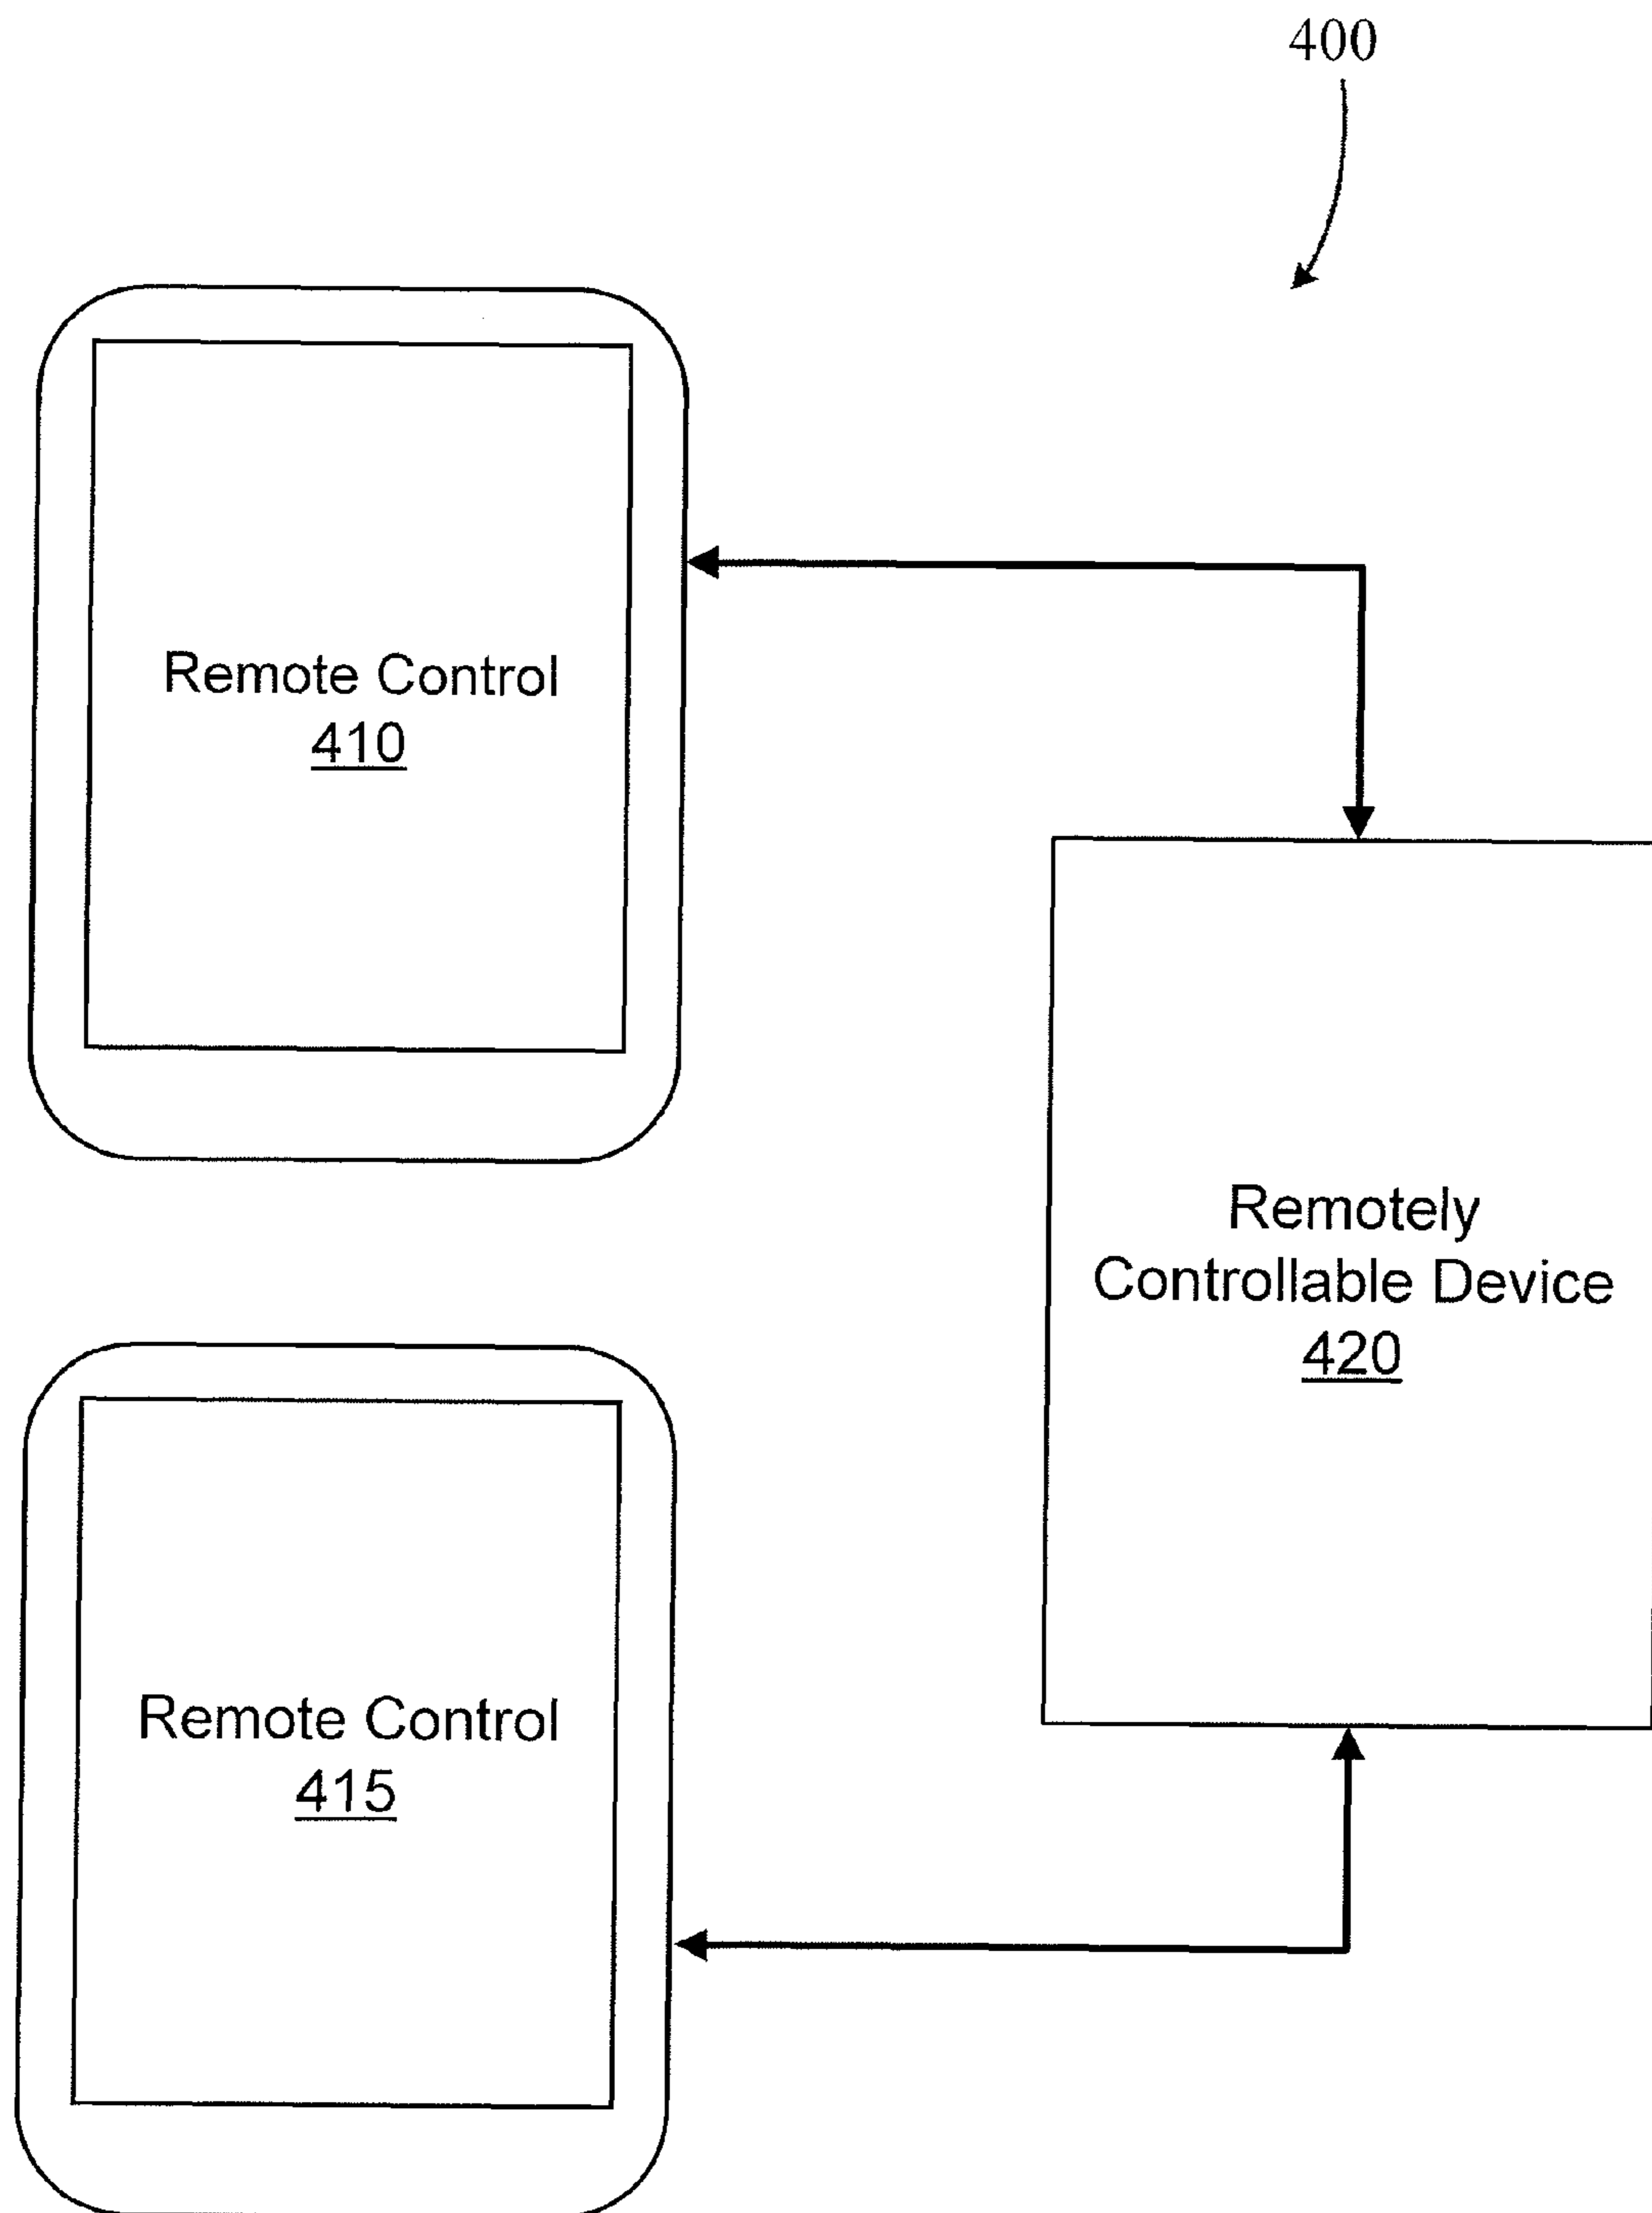 400
Remote Control
410
Remotely
Controllable Device
420
Remote Control
415